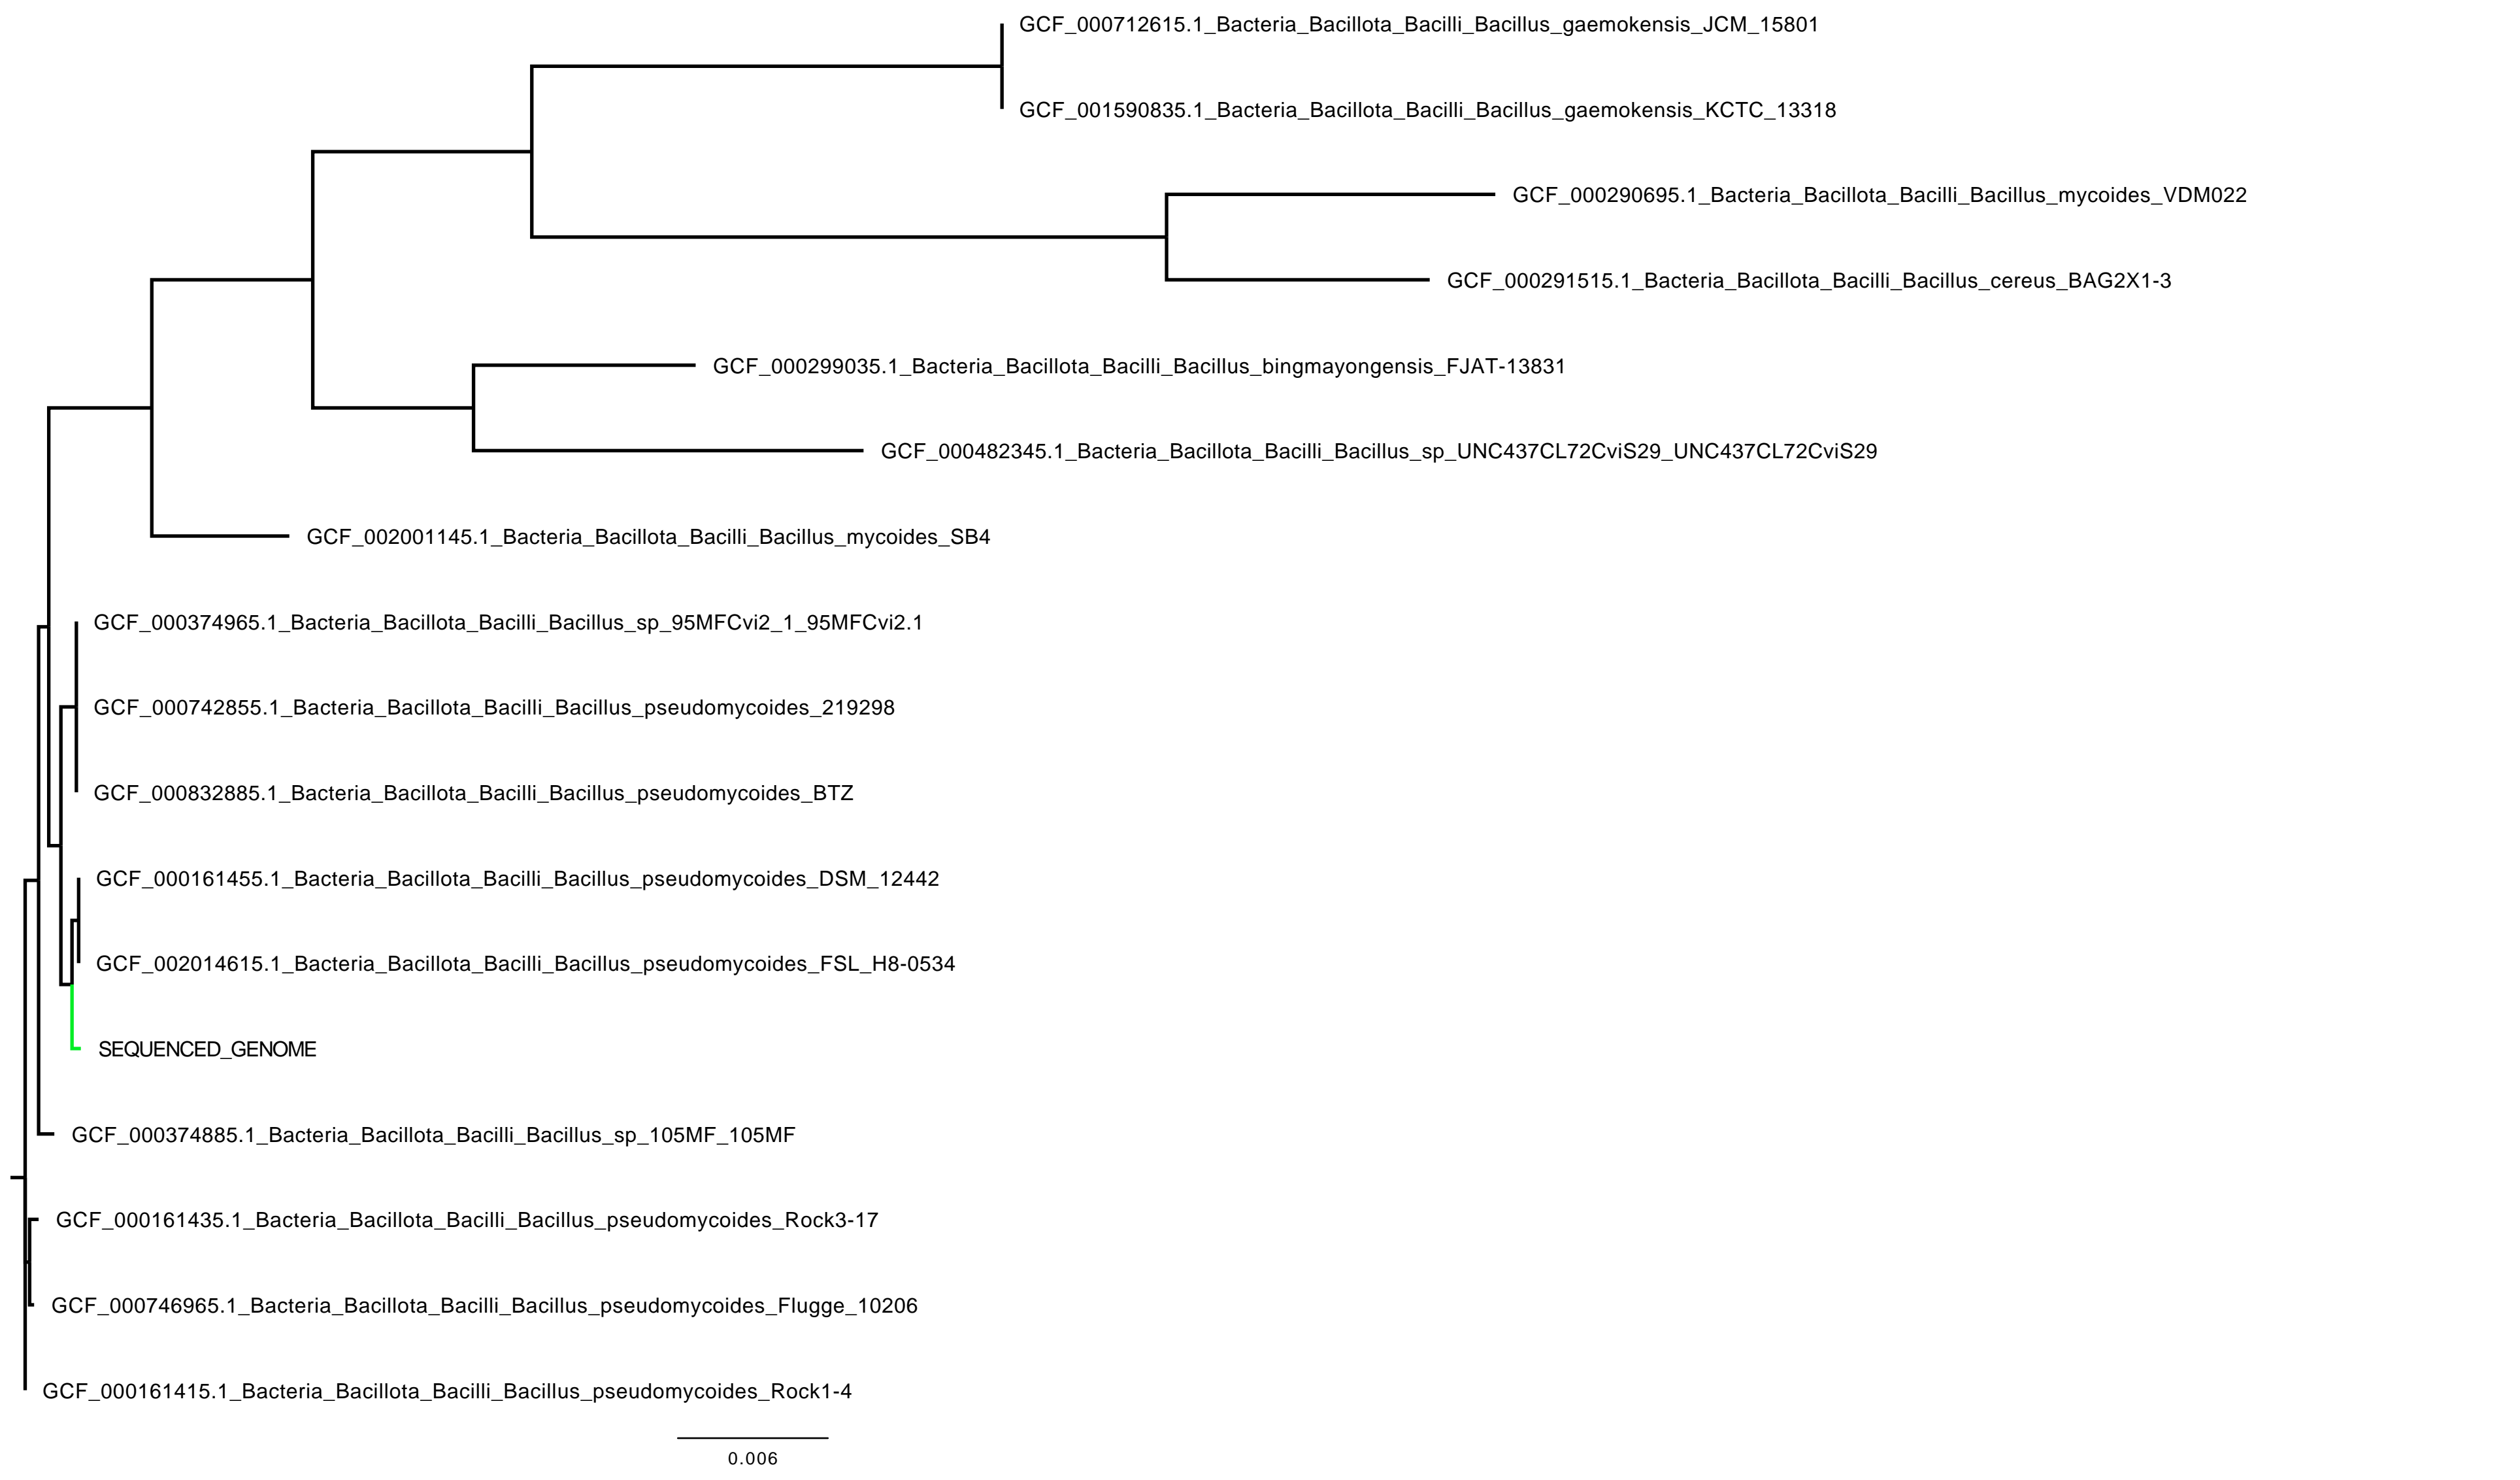 GCF_000712615.1_Bacteria_Bacillota_Bacilli_Bacillus_gaemokensis_JCM_15801
GCF_001590835.1_Bacteria_Bacillota_Bacilli_Bacillus_gaemokensis_KCTC_13318
GCF_000290695.1_Bacteria_Bacillota_Bacilli_Bacillus_mycoides_VDM022
GCF_000291515.1_Bacteria_Bacillota_Bacilli_Bacillus_cereus_BAG2X1-3
GCF_000299035.1_Bacteria_Bacillota_Bacilli_Bacillus_bingmayongensis_FJAT-13831
GCF_000482345.1_Bacteria_Bacillota_Bacilli_Bacillus_sp_UNC437CL72CviS29_UNC437CL72CviS29
GCF_002001145.1_Bacteria_Bacillota_Bacilli_Bacillus_mycoides_SB4
GCF_000374965.1_Bacteria_Bacillota_Bacilli_Bacillus_sp_95MFCvi2_1_95MFCvi2.1
GCF_000742855.1_Bacteria_Bacillota_Bacilli_Bacillus_pseudomycoides_219298
GCF_000832885.1_Bacteria_Bacillota_Bacilli_Bacillus_pseudomycoides_BTZ
GCF_000161455.1_Bacteria_Bacillota_Bacilli_Bacillus_pseudomycoides_DSM_12442
GCF_002014615.1_Bacteria_Bacillota_Bacilli_Bacillus_pseudomycoides_FSL_H8-0534
SEQUENCED_GENOME
GCF_000374885.1_Bacteria_Bacillota_Bacilli_Bacillus_sp_105MF_105MF
GCF_000161435.1_Bacteria_Bacillota_Bacilli_Bacillus_pseudomycoides_Rock3-17
GCF_000746965.1_Bacteria_Bacillota_Bacilli_Bacillus_pseudomycoides_Flugge_10206
GCF_000161415.1_Bacteria_Bacillota_Bacilli_Bacillus_pseudomycoides_Rock1-4
0.006